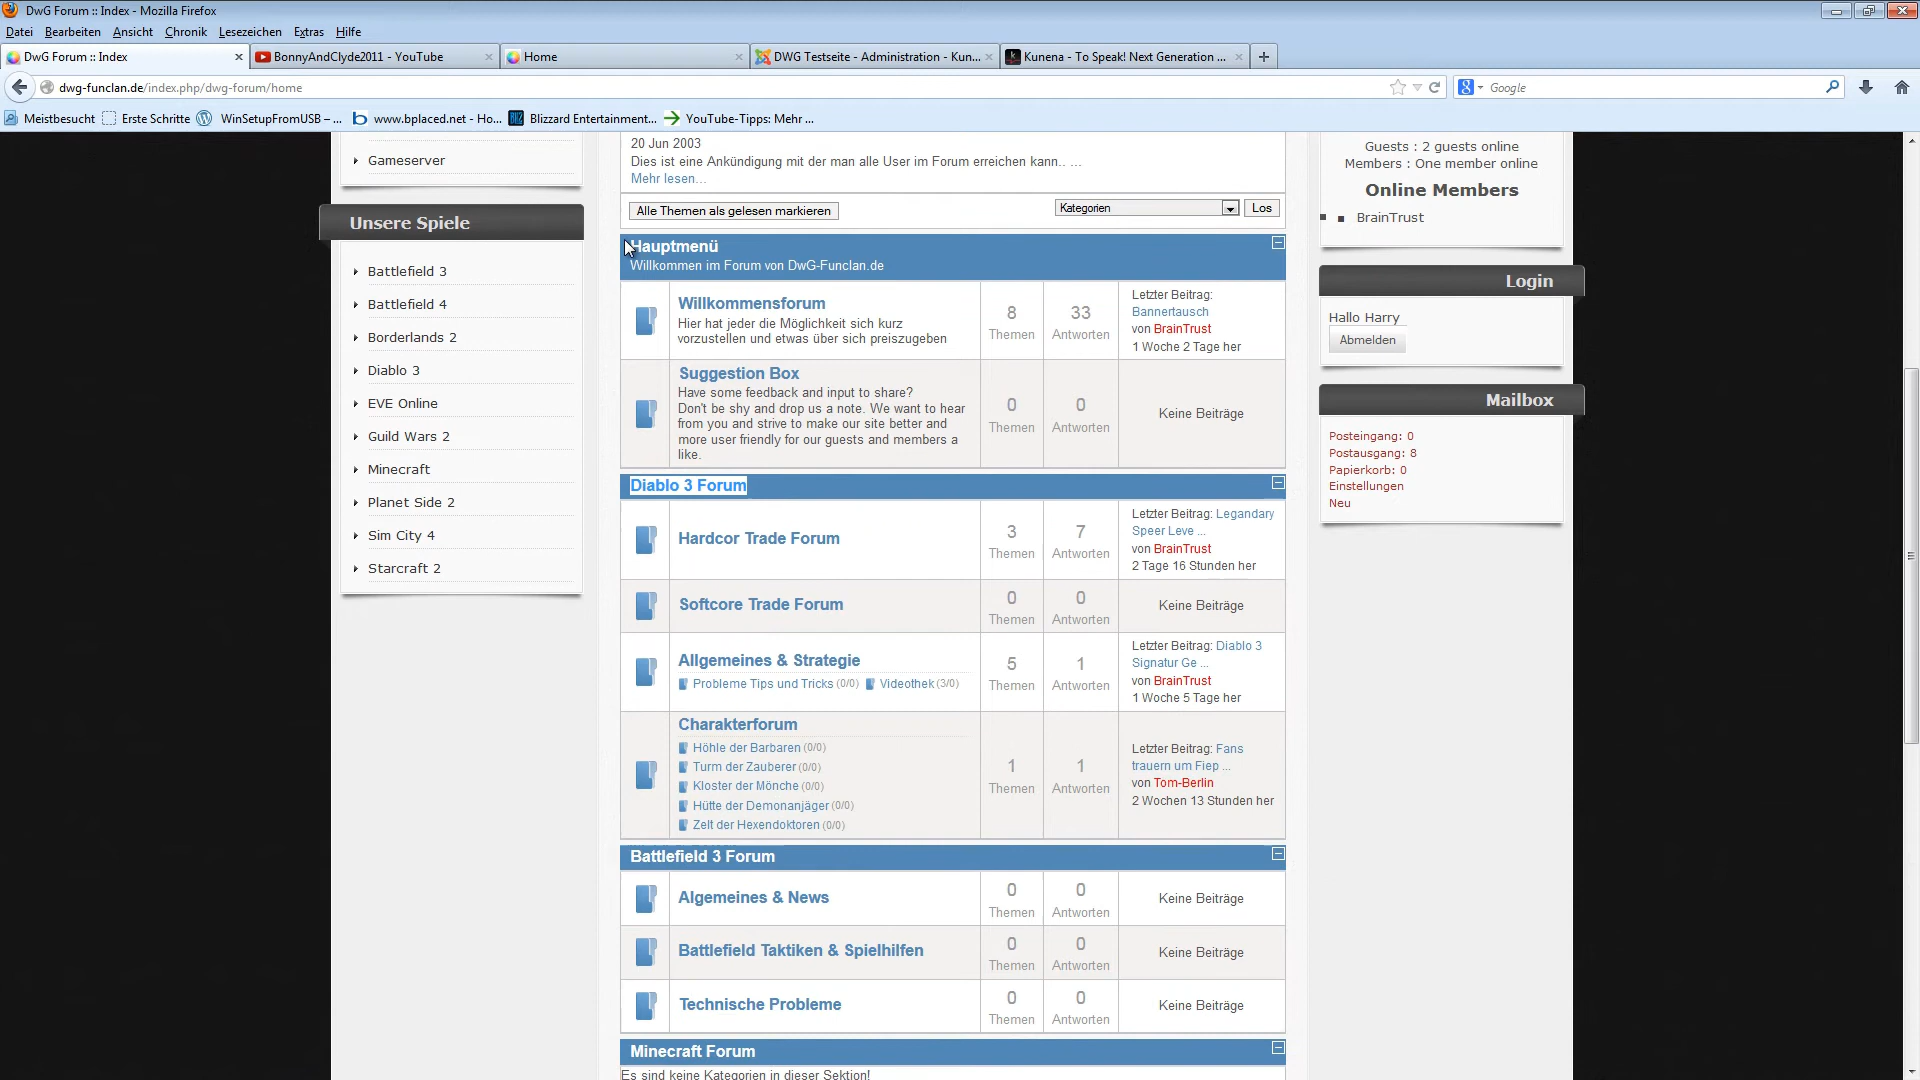 DwG Forum :: Index - Mozilla Firefox
Datei Bearbeiten Ansicht Chronik Lesezeichen Extras Hilfe
DwG Forum :: Index
BonnyAndClyde2011 - YouTube
Home
DWG Testseite - Administration - Kun...
Kunena - To Speak! Next Generation ...
dwg-funclan.de/index.php/dwg-forum/home
Google
Meistbesucht Erste Schritte WinSetupFromUSB – ... www.bplaced.net - Ho... Blizzard Entertainment... YouTube-Tipps: Mehr ...
Gameserver
Unsere Spiele
Battlefield 3
Battlefield 4
Borderlands 2
Diablo 3
EVE Online
Guild Wars 2
Minecraft
Planet Side 2
Sim City 4
Starcraft 2
20 Jun 2003
Dies ist eine Ankündigung mit der man alle User im Forum erreichen kann.. ...
Mehr lesen...
Alle Themen als gelesen markieren
Kategorien
Los
Hauptmenü
Willkommen im Forum von DwG-Funclan.de
Willkommensforum
Hier hat jeder die Möglichkeit sich kurz
vorzustellen und etwas über sich preiszugeben
8
Themen
33
Antworten
Letzter Beitrag:
Bannertausch
von BrainTrust
1 Woche 2 Tage her
Suggestion Box
Have some feedback and input to share?
Don't be shy and drop us a note. We want to hear
from you and strive to make our site better and
more user friendly for our guests and members a
like.
0
Themen
0
Antworten
Keine Beiträge
Diablo 3 Forum
Hardcor Trade Forum
3
Themen
7
Antworten
Letzter Beitrag: Legandary
Speer Leve ...
von BrainTrust
2 Tage 16 Stunden her
Softcore Trade Forum
0
Themen
0
Antworten
Keine Beiträge
Allgemeines & Strategie
Probleme Tips und Tricks (0/0) Videothek (3/0)
5
Themen
1
Antworten
Letzter Beitrag: Diablo 3
Signatur Ge ...
von BrainTrust
1 Woche 5 Tage her
Charakterforum
Höhle der Barbaren (0/0)
Turm der Zauberer (0/0)
Kloster der Mönche (0/0)
Hütte der Demonanjäger (0/0)
Zelt der Hexendoktoren (0/0)
1
Themen
1
Antworten
Letzter Beitrag: Fans
trauern um Fiep ...
von Tom-Berlin
2 Wochen 13 Stunden her
Battlefield 3 Forum
Algemeines & News
0
Themen
0
Antworten
Keine Beiträge
Battlefield Taktiken & Spielhilfen
0
Themen
0
Antworten
Keine Beiträge
Technische Probleme
0
Themen
0
Antworten
Keine Beiträge
Minecraft Forum
Es sind keine Kategorien in dieser Sektion!
Guests : 2 guests online
Members : One member online
Online Members
BrainTrust
Login
Hallo Harry
Abmelden
Mailbox
Posteingang: 0
Postausgang: 8
Papierkorb: 0
Einstellungen
Neu